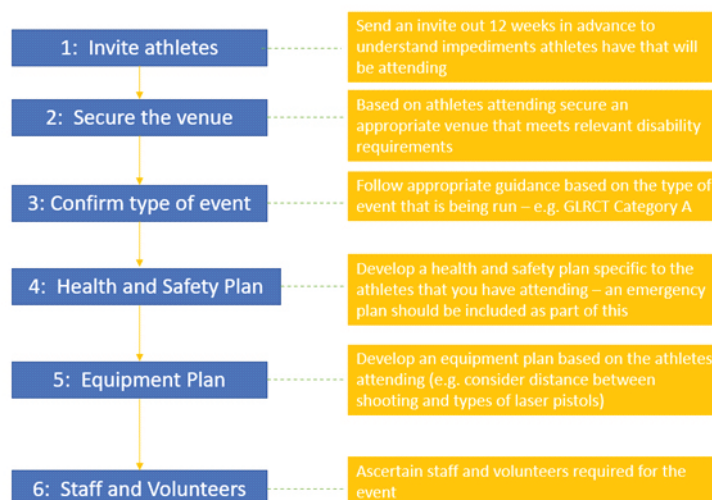 1: Invite athletes
Send an invite out 12 weeks in advance to
understand impediments athletes have that will
be attending
2: Secure the venue
Based on athletes attending secure an
appropriate venue that meets relevant disability
requirements
3: Confirm type of event
Follow appropriate guidance based on the type of
event that is being run – e.g. GLRCT Category A
4: Health and Safety Plan
Develop a health and safety plan specific to the
athletes that you have attending – an emergency
plan should be included as part of this
5: Equipment Plan
Develop an equipment plan based on the athletes
attending (e.g. consider distance between
shooting and types of laser pistols)
6: Staff and Volunteers
Ascertain staff and volunteers required for the
event